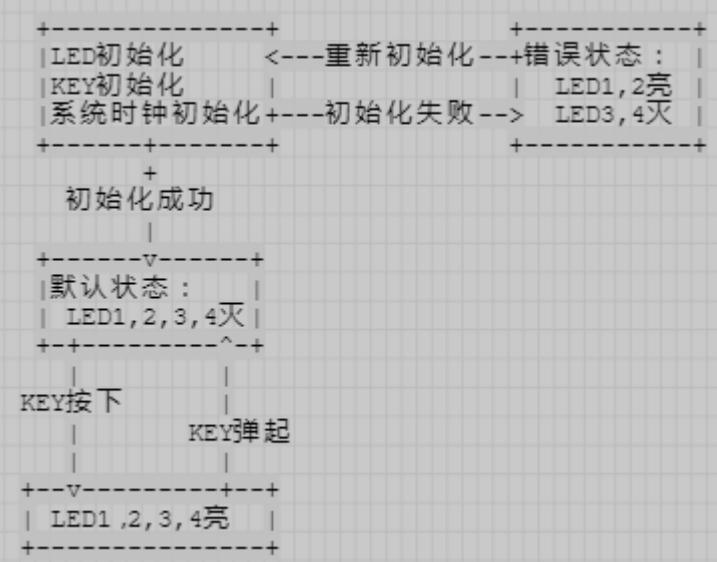 +---------------+                +-----------+
|LED初始化     <---重新初始化--+错误状态： |
|KEY初始化      |                |  LED1,2亮 |
|系统时钟初始化+---初始化失败-->  LED3,4灭 |
+------+--------+                +-----------+
+
初始化成功
|
+------v------+
|默认状态：    |
| LED1,2,3,4灭|
+-+---------^-+
|         |
KEY按下       |
|       KEY弹起
|         |
+--v---------+--+
| LED1,2,3,4亮  |
+---------------+